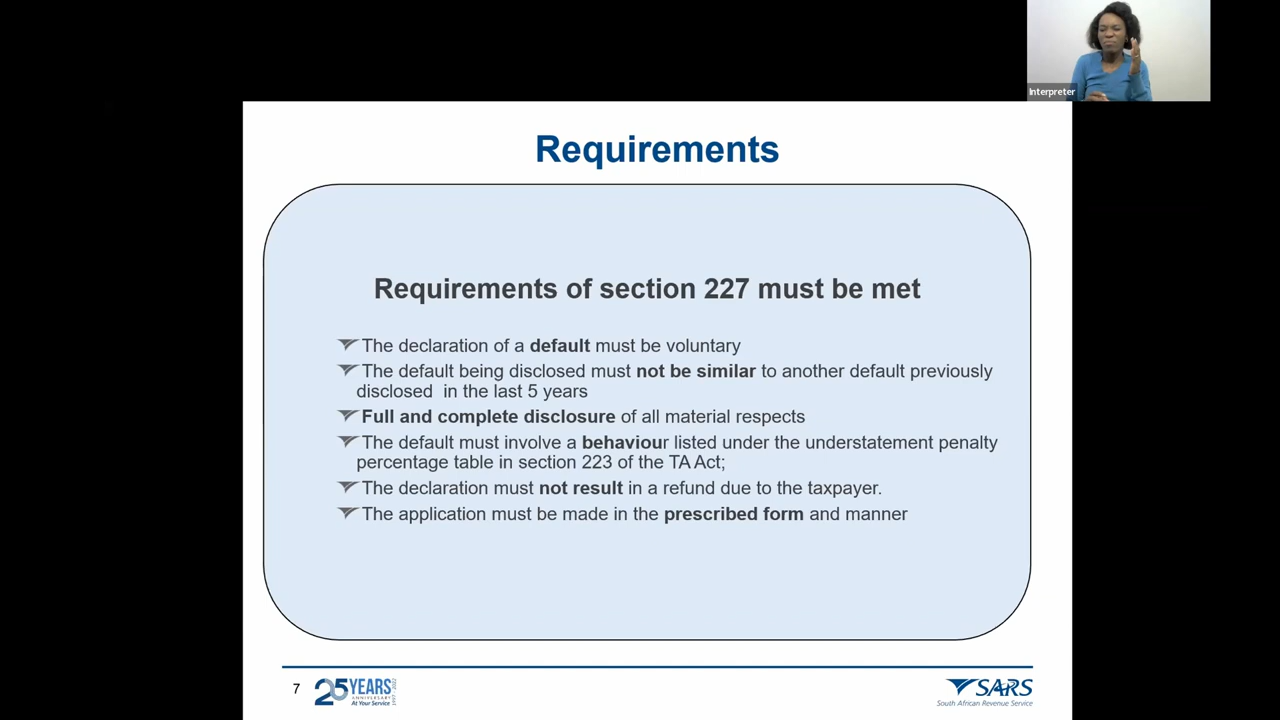 Interpreter
Requirements
Requirements of section 227 must be met
The declaration of a default must be voluntary
The default being disclosed must not be similar to another default previously
disclosed in the last 5 years
Full and complete disclosure of all material respects
The default must involve a behaviour listed under the understatement penalty
percentage table in section 223 of the TA Act;
The declaration must not result in a refund due to the taxpayer.
The application must be made in the prescribed form and manner
7
25 YEARS
ANNIVERSARY
At Your Service
1997 - 2022
SARS
South African Revenue Service